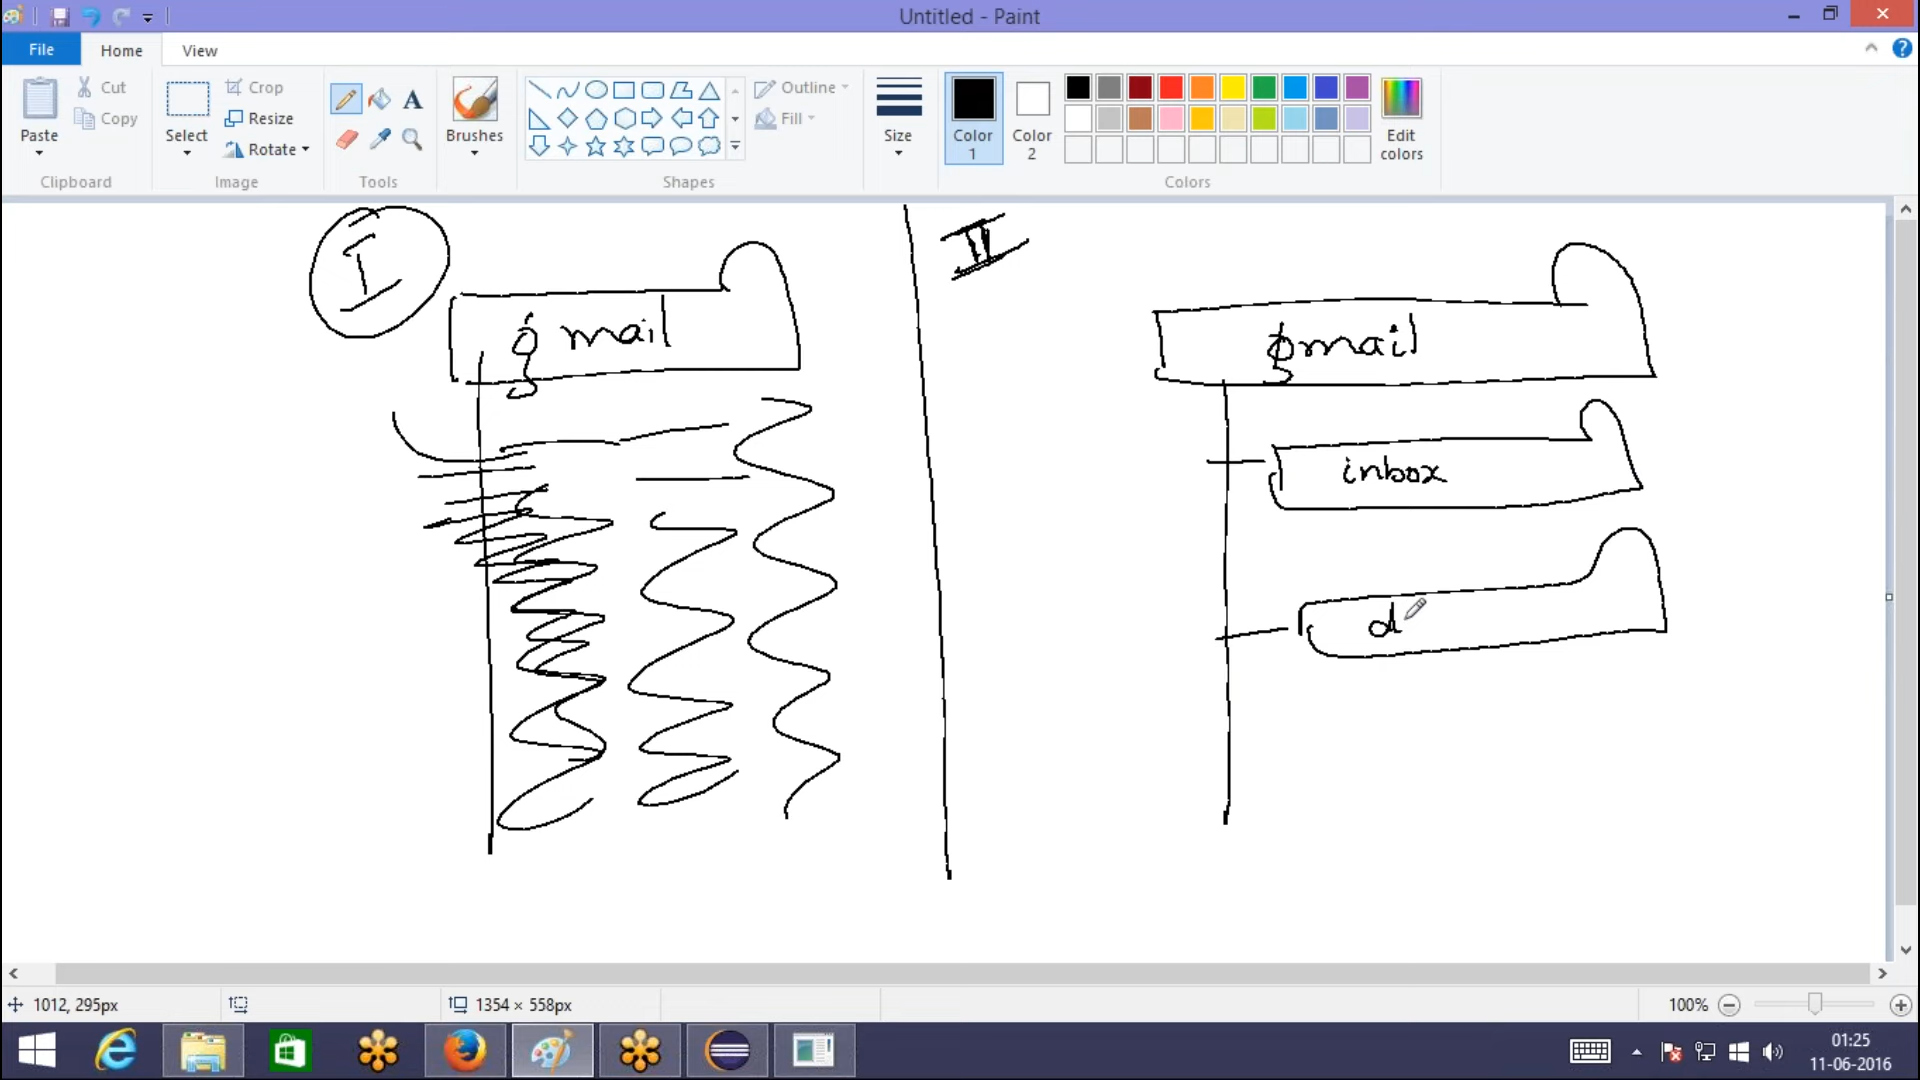 Untitled - Paint
File Home View
Paste
Cut
Copy
Clipboard
Select
Crop
Resize
Rotate
Image
A
Tools
Brushes
Shapes
Outline
Fill
Size
Color 1
Color 2
Edit colors
Colors
I
g mail
II
gmail
inbox
d
1012, 295px
1354 × 558px
100%
01:25
11-06-2016